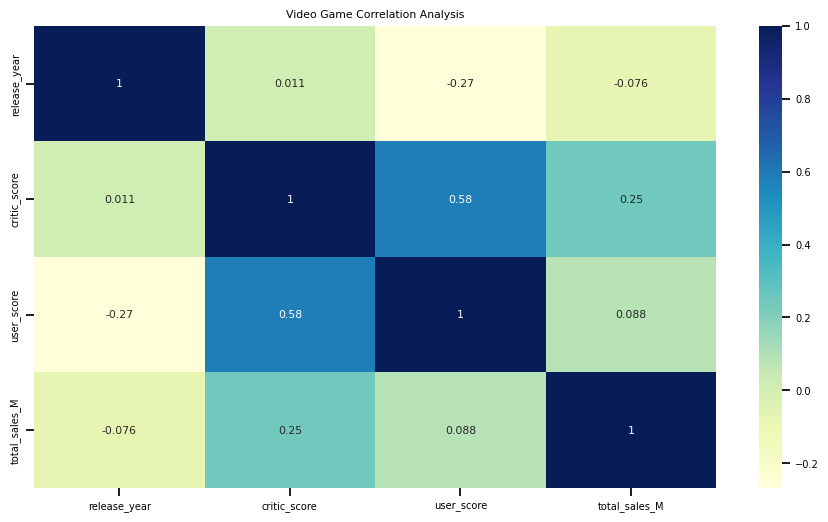 Video Game Correlation Analysis
release_year
1
0.011
-0.27
-0.076
critic_score
0.011
1
0.58
0.25
user_score
-0.27
0.58
1
0.088
total_sales_M
-0.076
0.25
0.088
1
release_year
critic_score
user_score
total_sales_M
1.0
0.8
0.6
0.4
0.2
0.0
−0.2